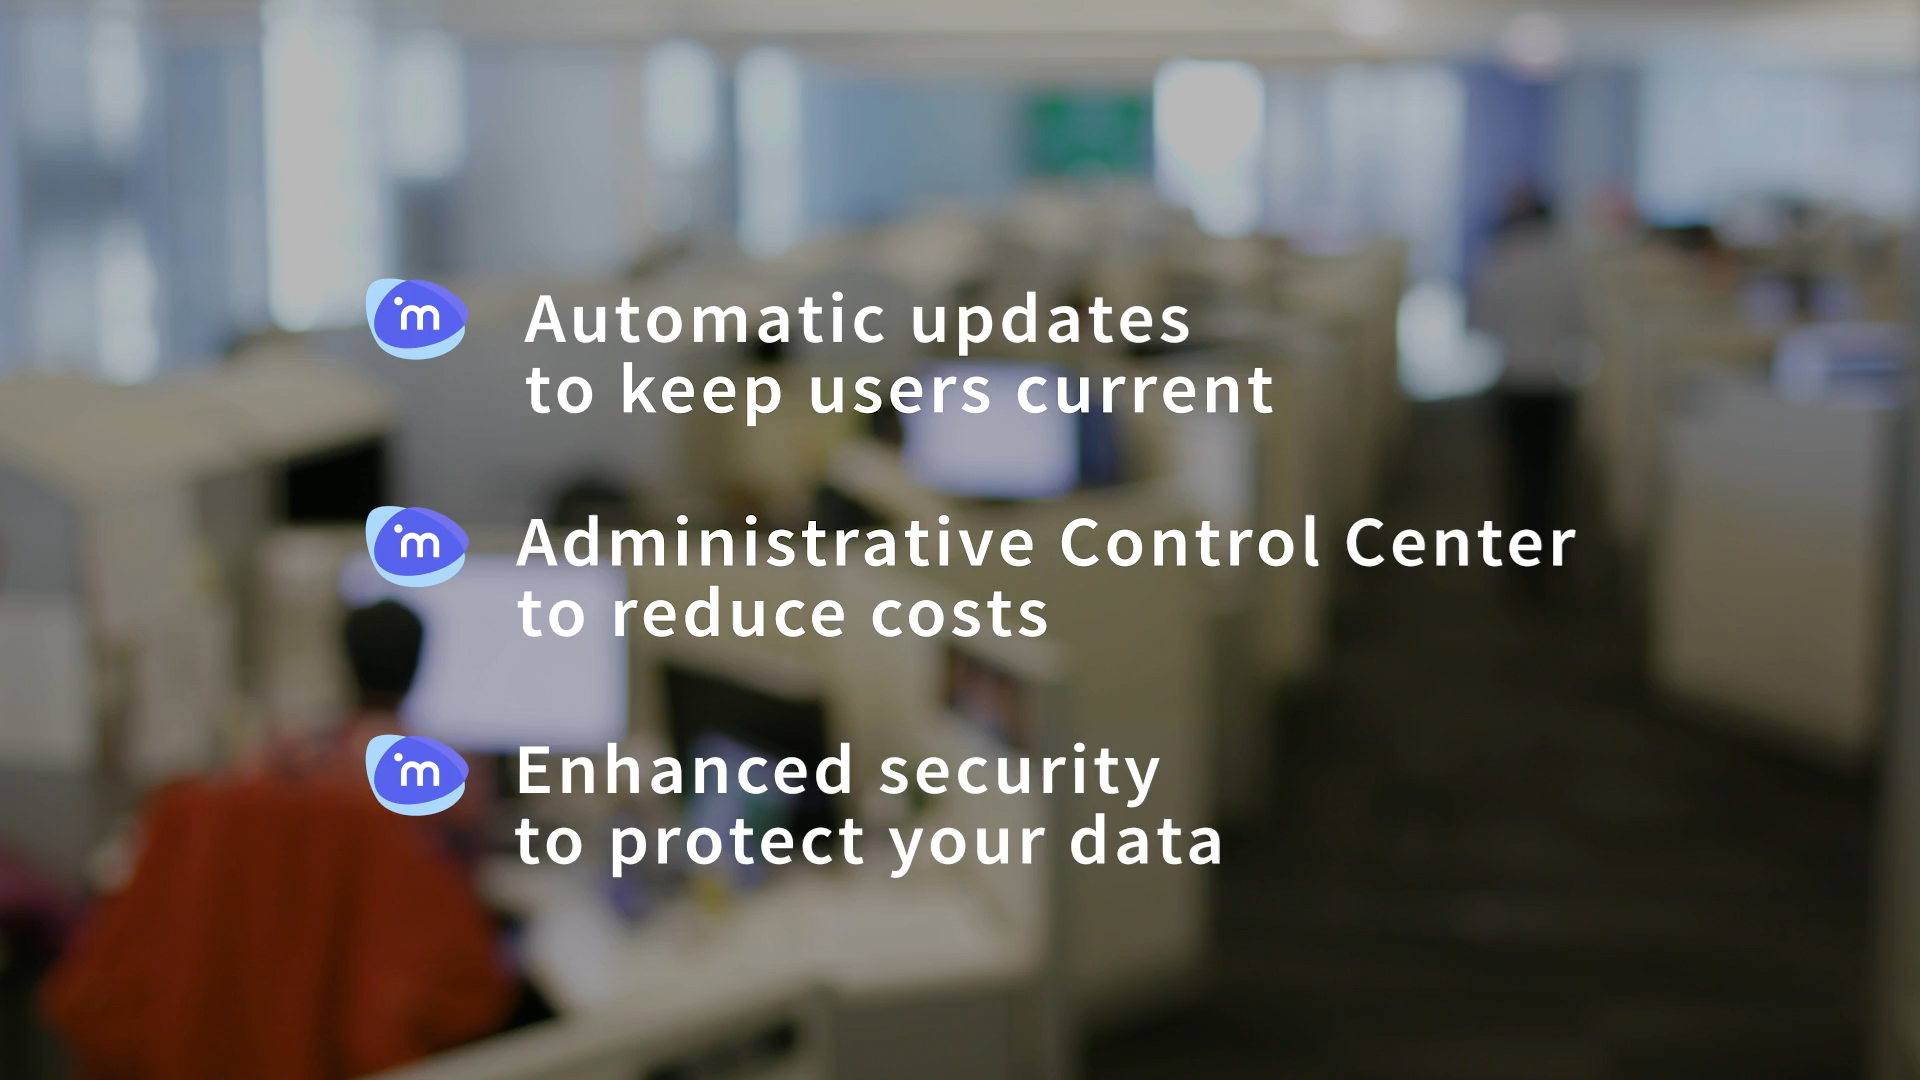 m
Automatic updates
to keep users current
m
Administrative Control Center
to reduce costs
m
Enhanced security
to protect your data